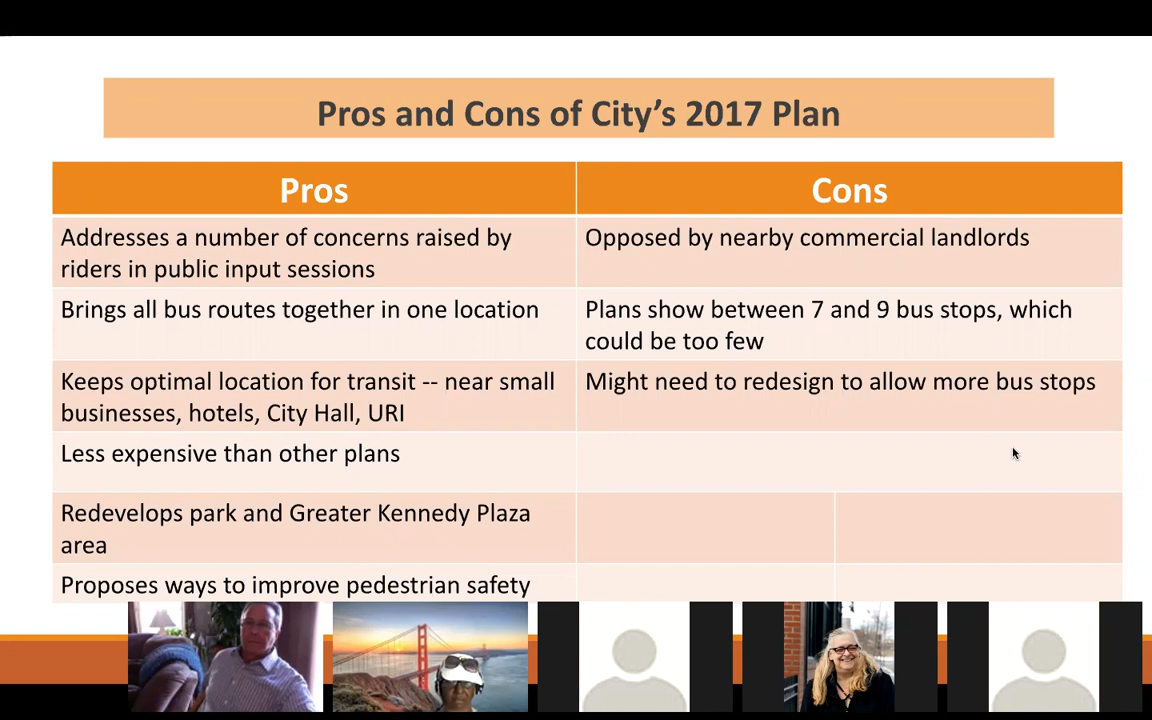 Pros and Cons of City's 2017 Plan
Pros
Cons
Addresses a number of concerns raised by
riders in public input sessions
Opposed by nearby commercial landlords
Brings all bus routes together in one location
Plans show between 7 and 9 bus stops, which
could be too few
Keeps optimal location for transit -- near small
businesses, hotels, City Hall, URI
Might need to redesign to allow more bus stops
Less expensive than other plans
Redevelops park and Greater Kennedy Plaza
area
Proposes ways to improve pedestrian safety